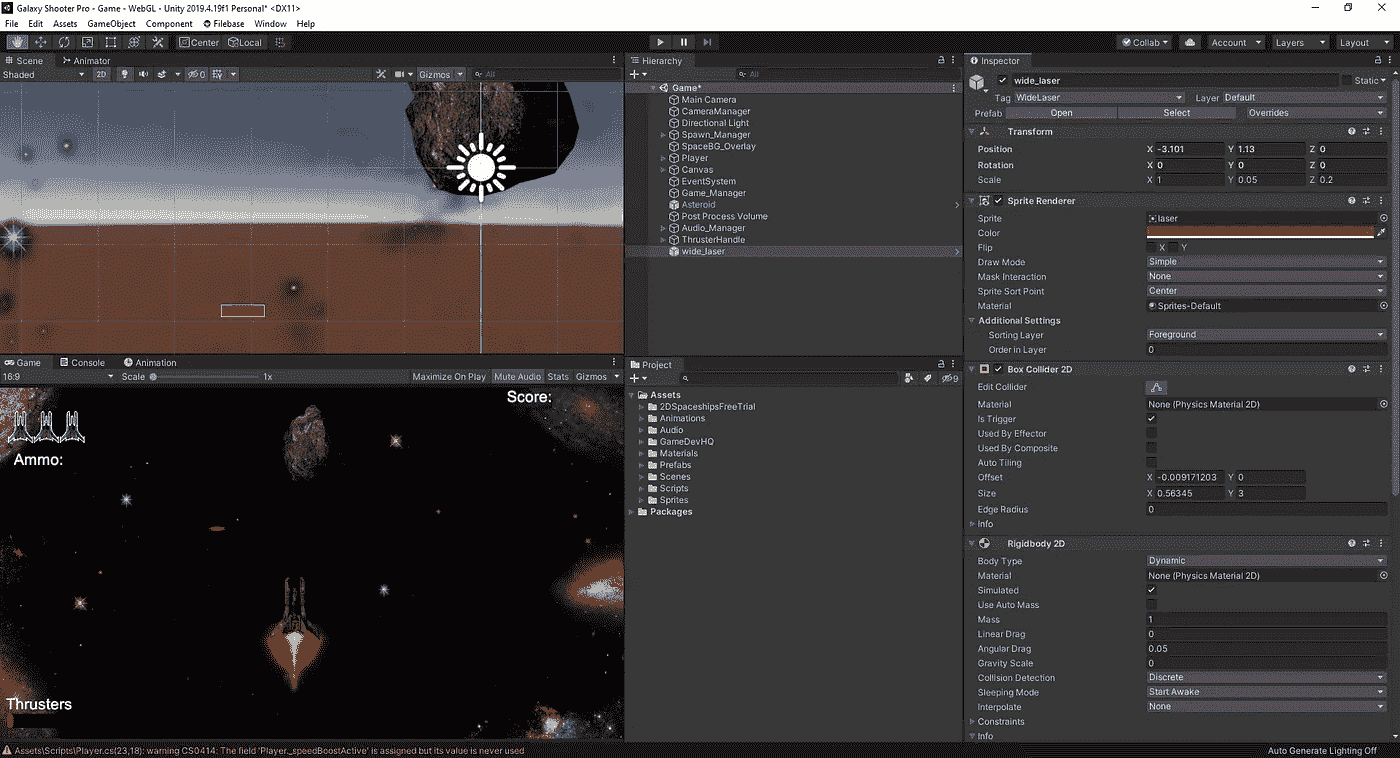 Galaxy Shooter Pro - Game - WebGL - Unity 2019.4.19f1 Personal* <DX11>
File Edit Assets GameObject Component Filebase Window Help
Center Local Collab Account Layers Layout
Scene Animator
Shaded 2D 0 Gizmos All
Hierarchy
All
Game*
Main Camera
CameraManager
Directional Light
Spawn_Manager
SpaceBG_Overlay
Player
Canvas
EventSystem
Game_Manager
Asteroid
Post Process Volume
Audio_Manager
ThrusterHandle
wide_laser
Inspector
wide_laser Static
Tag WideLaser Layer Default
Prefab Open Select Overrides
Transform
Position X -3.101 Y 1.13 Z 0
Rotation X 0 Y 0 Z 0
Scale X 1 Y 0.05 Z 0.2
Sprite Renderer
Sprite laser
Color
Flip X Y
Draw Mode Simple
Mask Interaction None
Sprite Sort Point Center
Material Sprites-Default
Additional Settings
Sorting Layer Foreground
Order in Layer 0
Box Collider 2D
Edit Collider
Material None (Physics Material 2D)
Is Trigger
Used By Effector
Used By Composite
Auto Tiling
Offset X -0.009171203 Y 0
Size X 0.56345 Y 3
Edge Radius 0
Info
Rigidbody 2D
Body Type Dynamic
Material None (Physics Material 2D)
Simulated
Use Auto Mass
Mass 1
Linear Drag 0
Angular Drag 0.05
Gravity Scale 0
Collision Detection Discrete
Sleeping Mode Start Awake
Interpolate None
Constraints
Info
Game Console Animation
16:9 Scale 1x Maximize On Play Mute Audio Stats Gizmos
Score:
Ammo:
Thrusters
Project
9
Assets
2DSpaceshipsFreeTrial
Animations
Audio
GameDevHQ
Materials
Prefabs
Scenes
Scripts
Sprites
Packages
Assets\Scripts\Player.cs(23,18): warning CS0414: The field 'Player._speedBoostActive' is assigned but its value is never used
Auto Generate Lighting Off